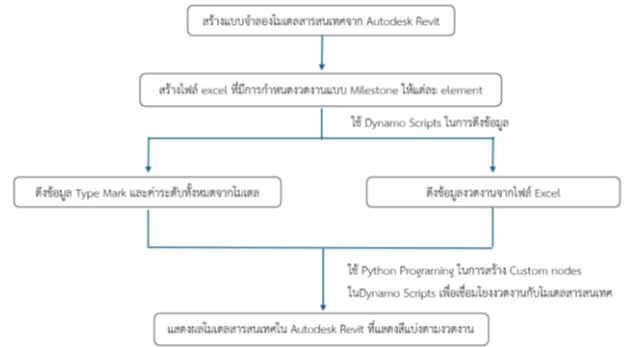 สร้างแบบจำลองโมเดลสารสนเทศจาก Autodesk Revit
สร้างไฟล์ excel ที่มีการกำหนดงวดงานแบบ Milestone ให้แต่ละ element
ใช้ Dynamo Scripts ในการดึงข้อมูล
ดึงข้อมูล Type Mark และค่าระดับทั้งหมดจากโมเดล
ดึงข้อมูลงวดงานจากไฟล์ Excel
ใช้ Python Programing ในการสร้าง Custom nodes
ในDynamo Scripts เพื่อเชื่อมโยงงวดงานกับโมเดลสารสนเทศ
แสดงผลโมเดลสารสนเทศใน Autodesk Revit ที่แสดงสีแบ่งตามงวดงาน